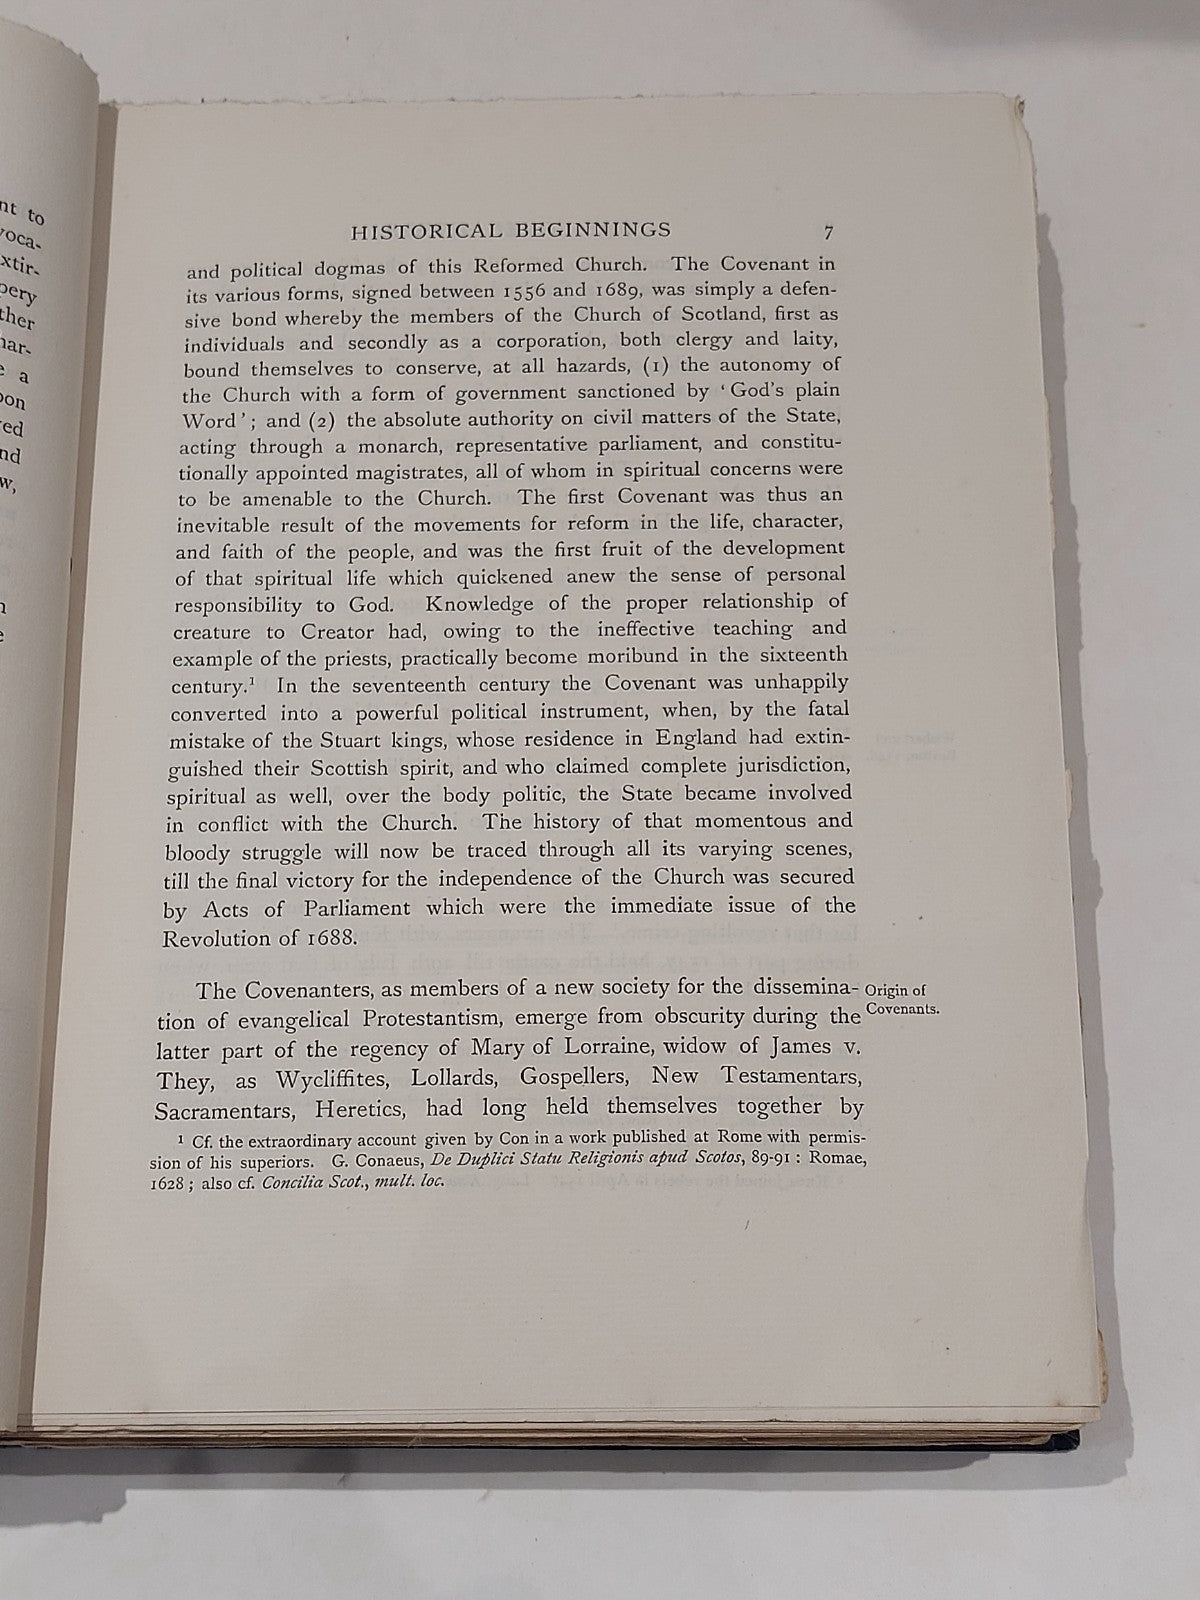 nt to
voca-
xtir-
pery
ther
har-
e a
pon
ed
nd
w,
HISTORICAL BEGINNINGS 7
and political dogmas of this Reformed Church. The Covenant in
its various forms, signed between 1556 and 1689, was simply a defen-
sive bond whereby the members of the Church of Scotland, first as
individuals and secondly as a corporation, both clergy and laity,
bound themselves to conserve, at all hazards, (1) the autonomy of
the Church with a form of government sanctioned by ‘God's plain
Word’; and (2) the absolute authority on civil matters of the State,
acting through a monarch, representative parliament, and constitu-
tionally appointed magistrates, all of whom in spiritual concerns were
to be amenable to the Church. The first Covenant was thus an
inevitable result of the movements for reform in the life, character,
and faith of the people, and was the first fruit of the development
of that spiritual life which quickened anew the sense of personal
responsibility to God. Knowledge of the proper relationship of
creature to Creator had, owing to the ineffective teaching and
example of the priests, practically become moribund in the sixteenth
century.¹ In the seventeenth century the Covenant was unhappily
converted into a powerful political instrument, when, by the fatal
mistake of the Stuart kings, whose residence in England had extin-
guished their Scottish spirit, and who claimed complete jurisdiction,
spiritual as well, over the body politic, the State became involved
in conflict with the Church. The history of that momentous and
bloody struggle will now be traced through all its varying scenes,
till the final victory for the independence of the Church was secured
by Acts of Parliament which were the immediate issue of the
Revolution of 1688.
The Covenanters, as members of a new society for the dissemina-
tion of evangelical Protestantism, emerge from obscurity during the
latter part of the regency of Mary of Lorraine, widow of James v.
They, as Wycliffites, Lollards, Gospellers, New Testamentars,
Sacramentars, Heretics, had long held themselves together by
Origin of
Covenants.
¹ Cf. the extraordinary account given by Con in a work published at Rome with permis-
sion of his superiors. G. Conaeus, De Duplici Statu Religionis apud Scotos, 89-91: Romae,
1628; also cf. Concilia Scot., mult. loc.